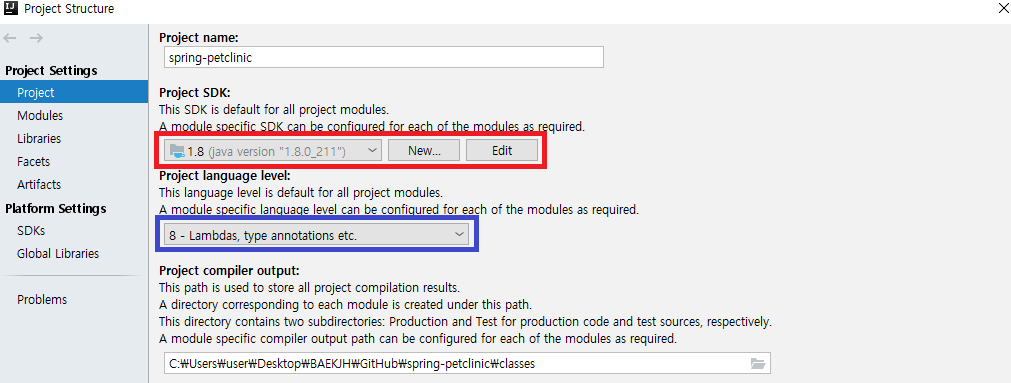 Project Structure
Project name:
spring-petclinic
Project Settings
Project
Modules
Libraries
Facets
Artifacts
Platform Settings
SDKs
Global Libraries
Problems
Project SDK:
This SDK is default for all project modules.
A module specific SDK can be configured for each of the modules as required.
1.8 (java version "1.8.0_211") New... Edit
Project language level:
This language level is default for all project modules.
A module specific language level can be configured for each of the modules as required.
8 - Lambdas, type annotations etc.
Project compiler output:
This path is used to store all project compilation results.
A directory corresponding to each module is created under this path.
This directory contains two subdirectories: Production and Test for production code and test sources, respectively.
A module specific compiler output path can be configured for each of the modules as required.
C:₩Users₩user₩Desktop₩BAEKJH₩GitHub₩spring-petclinic₩classes